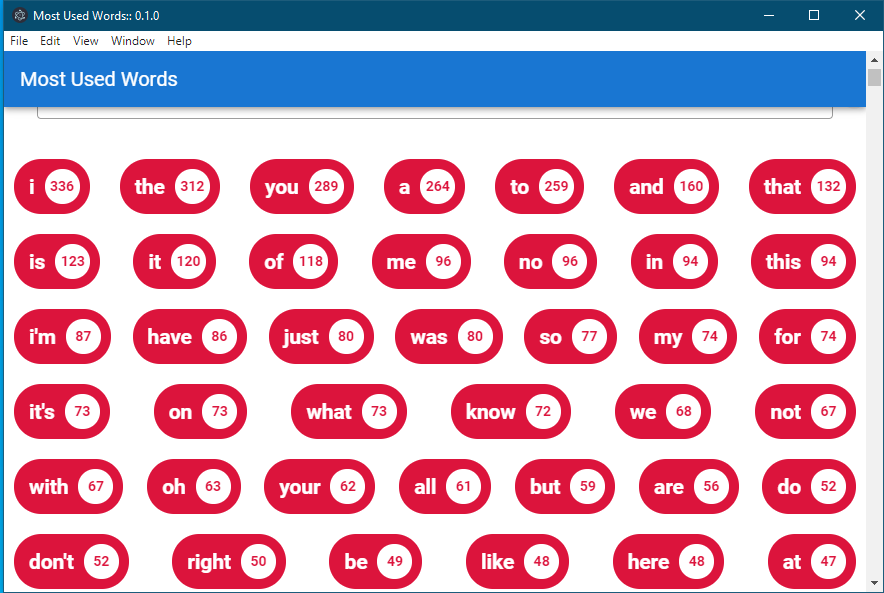 Most Used Words:: 0.1.0
File Edit View Window Help
Most Used Words
i 336 the 312 you 289 a 264 to 259 and 160 that 132
is 123 it 120 of 118 me 96 no 96 in 94 this 94
i'm 87 have 86 just 80 was 80 so 77 my 74 for 74
it's 73 on 73 what 73 know 72 we 68 not 67
with 67 oh 63 your 62 all 61 but 59 are 56 do 52
don't 52 right 50 be 49 like 48 here 48 at 47